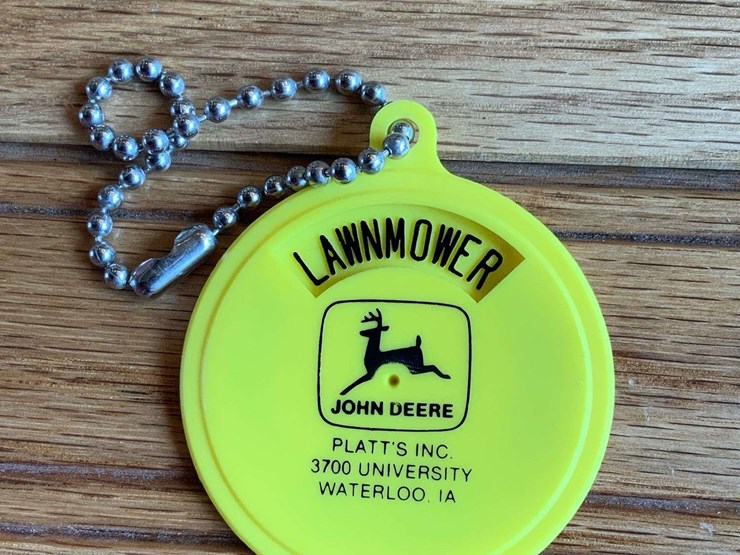 LAWNMOWER
JOHN DEERE
PLATT'S INC.
3700 UNIVERSITY
WATERLOO, IA